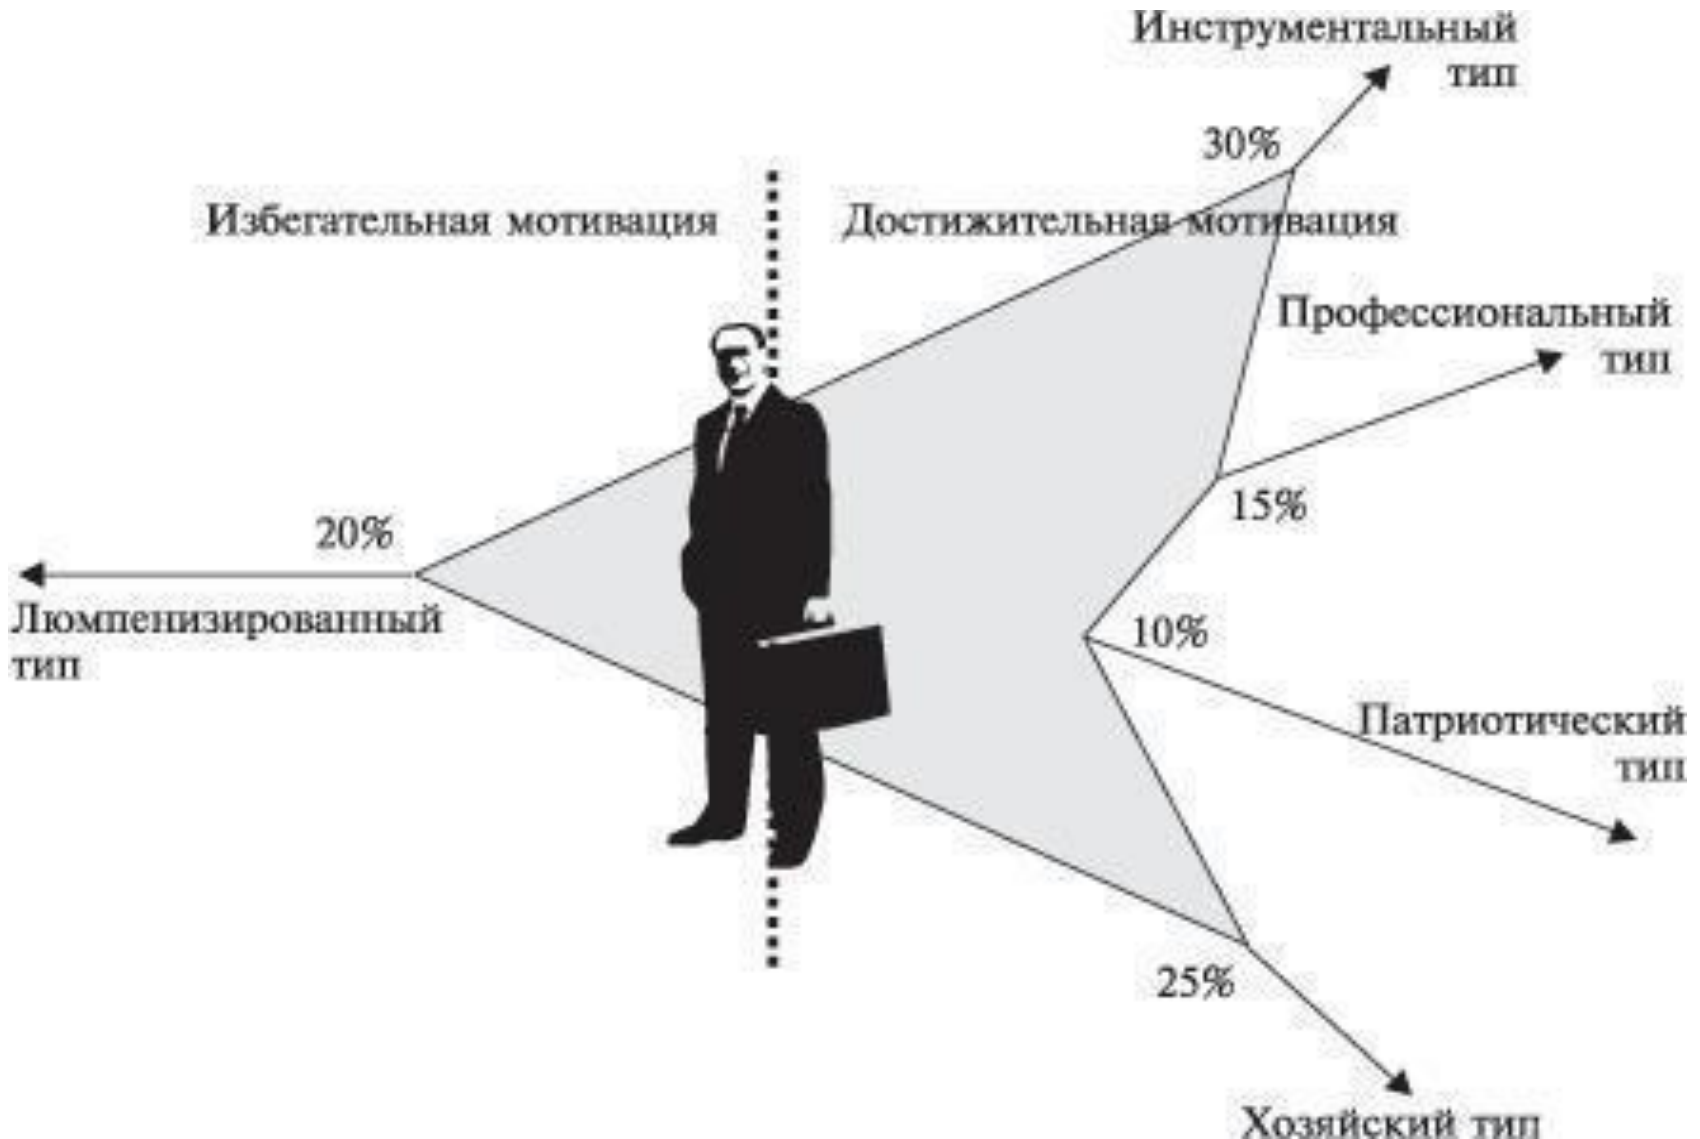 Инструментальный
тип
30%
Избегательная мотивация
Достижительная мотивация
Профессиональный
тип
15%
20%
Люмпенизированный
тип
10%
Патриотический
тип
25%
Хозяйский тип